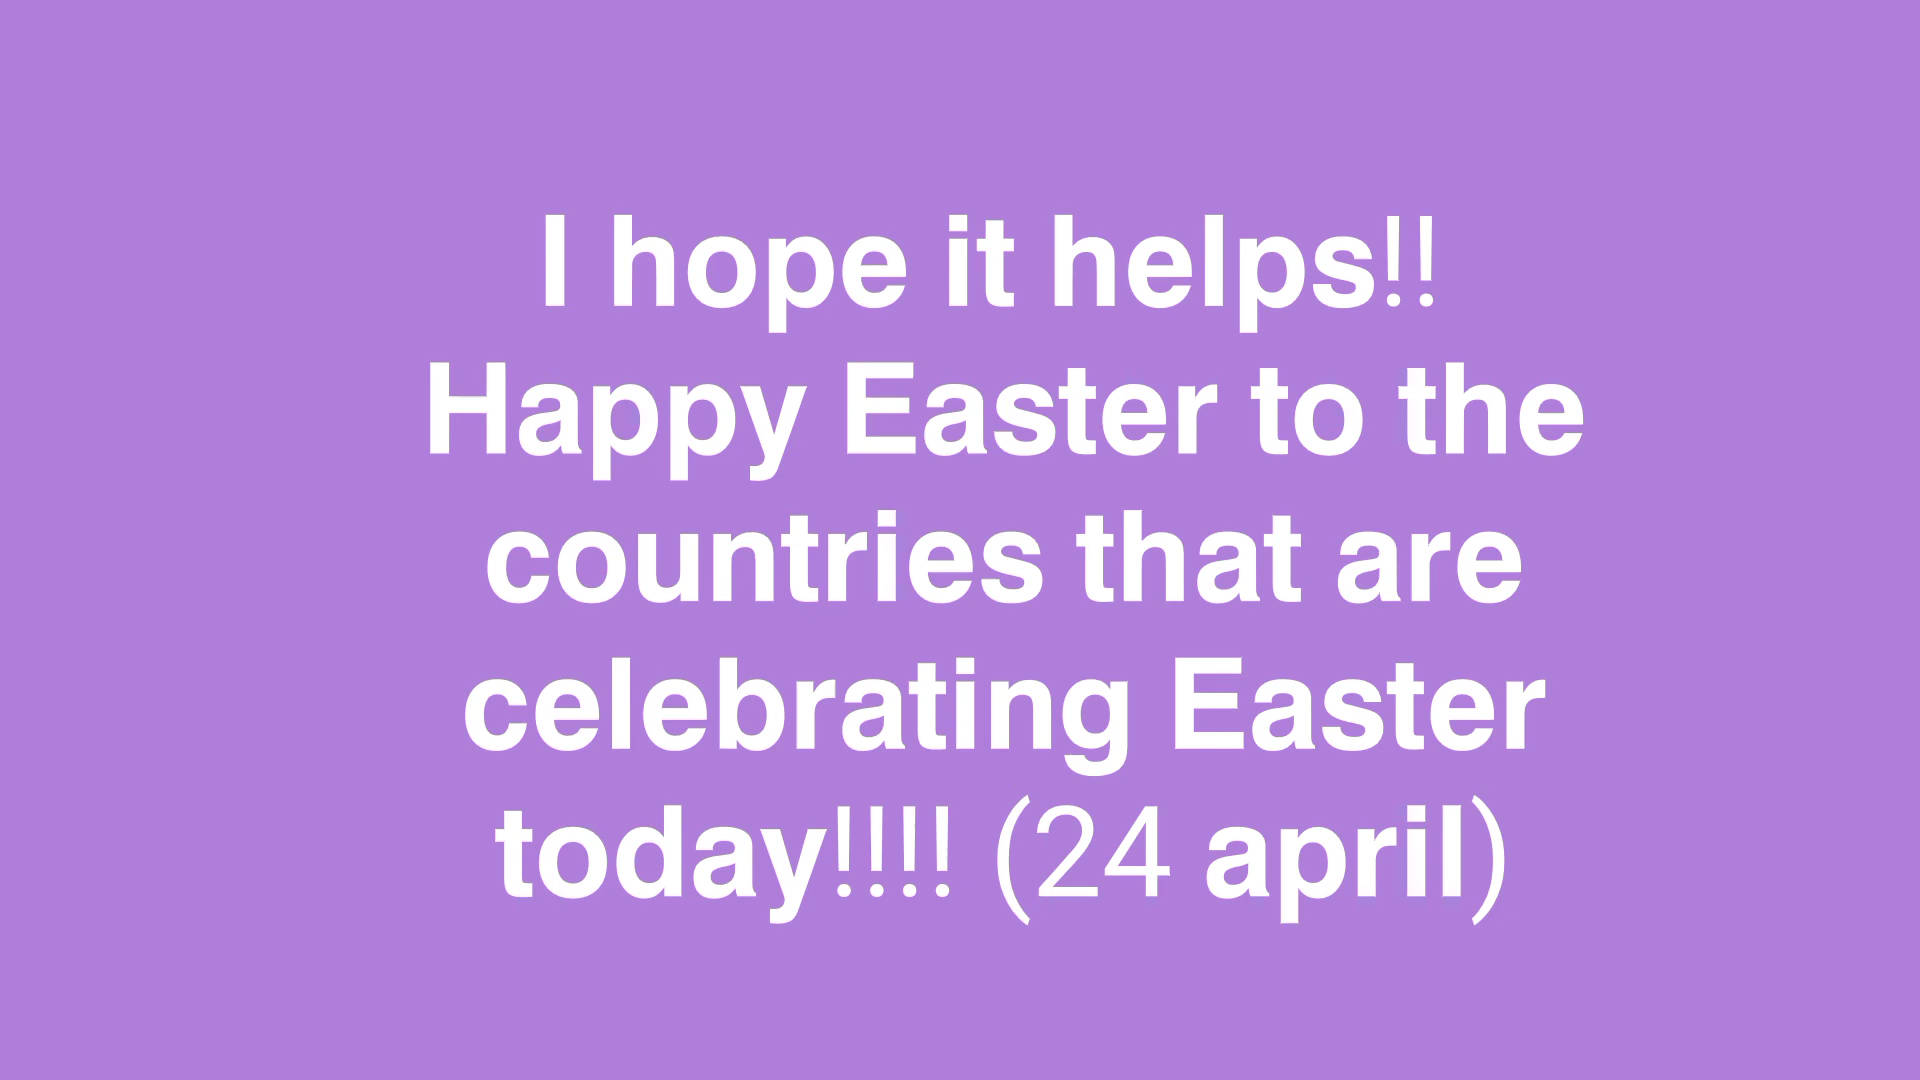 I hope it helps!!
Happy Easter to the
countries that are
celebrating Easter
today!!!! (24 april)